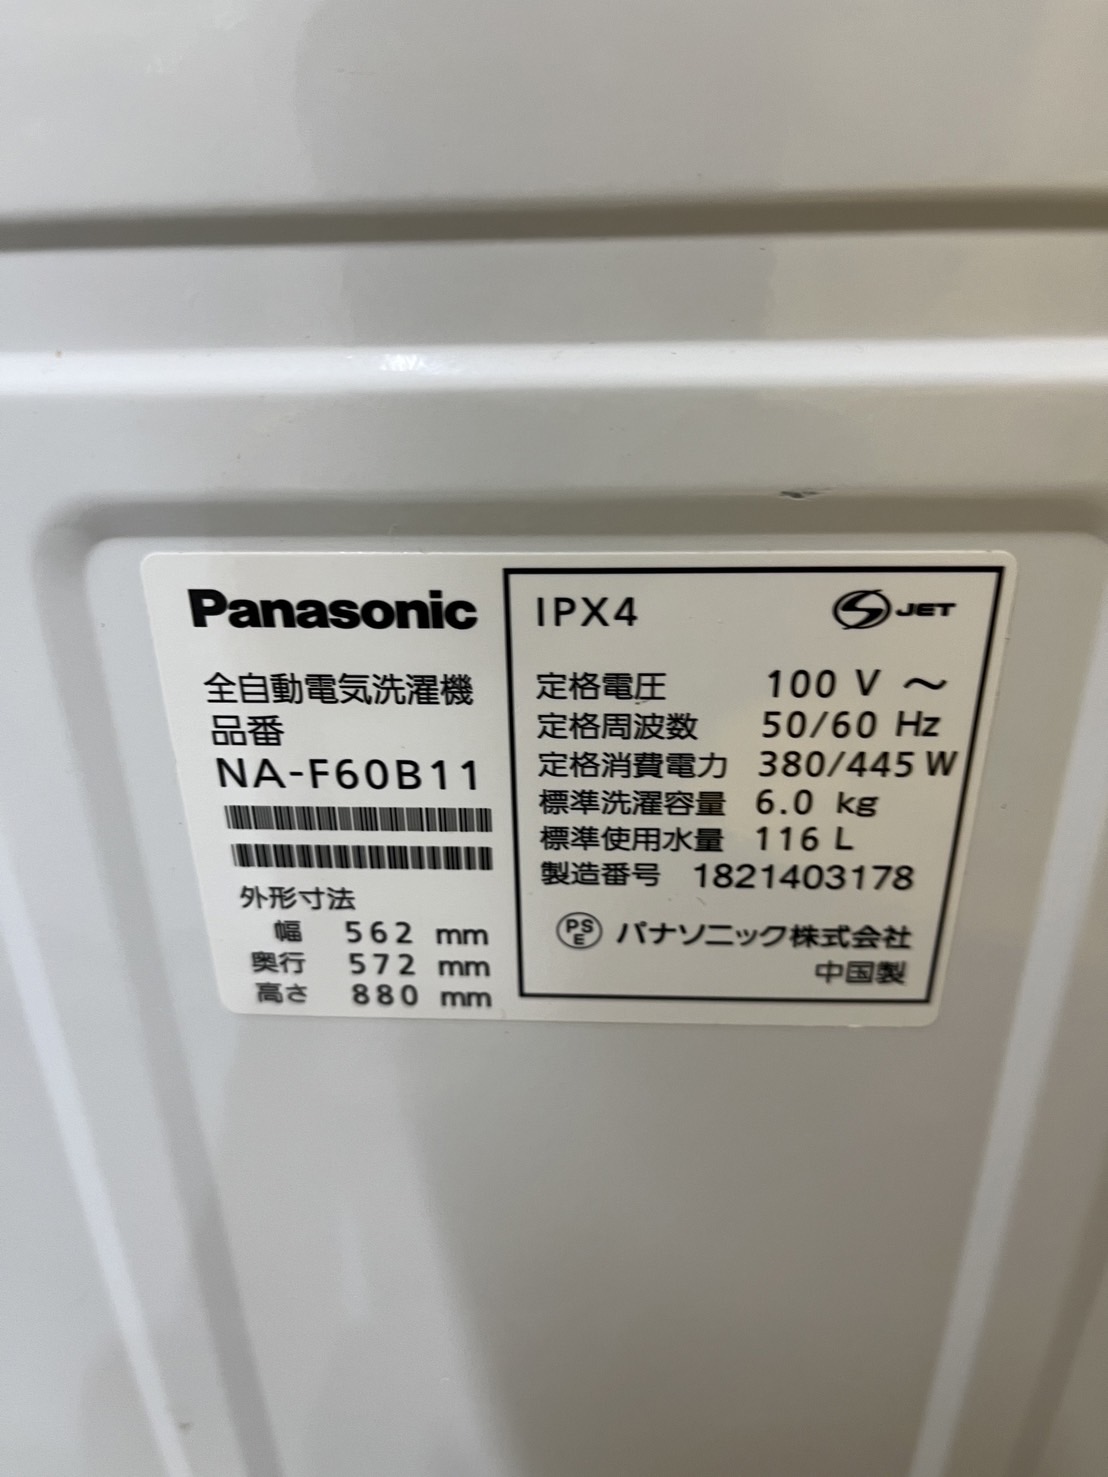 Panasonic
全自動電気洗濯機
品番
NA-F60B11
外形寸法
幅 562 mm
奥行 572 mm
高さ 880 mm
IPX4
S JET
定格電圧 100 V ～
定格周波数 50/60 Hz
定格消費電力 380/445 W
標準洗濯容量 6.0 kg
標準使用水量 116 L
製造番号 1821403178
PSE パナソニック株式会社
中国製